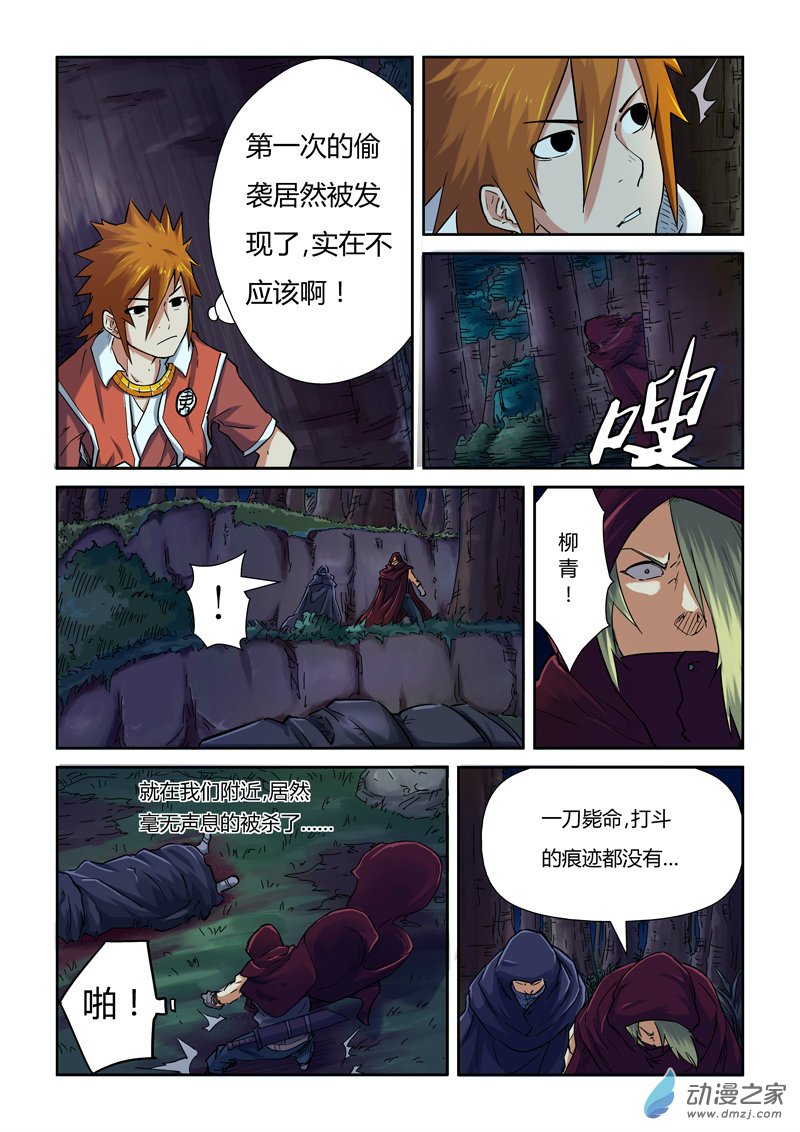 第一次的偷
袭居然被发
现了,实在不
应该啊！
勇
嗖
！
柳
青
！
就在我们附近,居然
毫无声息的被杀了……
啪！
一刀毙命,打斗
的痕迹都没有...
动漫之家
www.dmzj.com